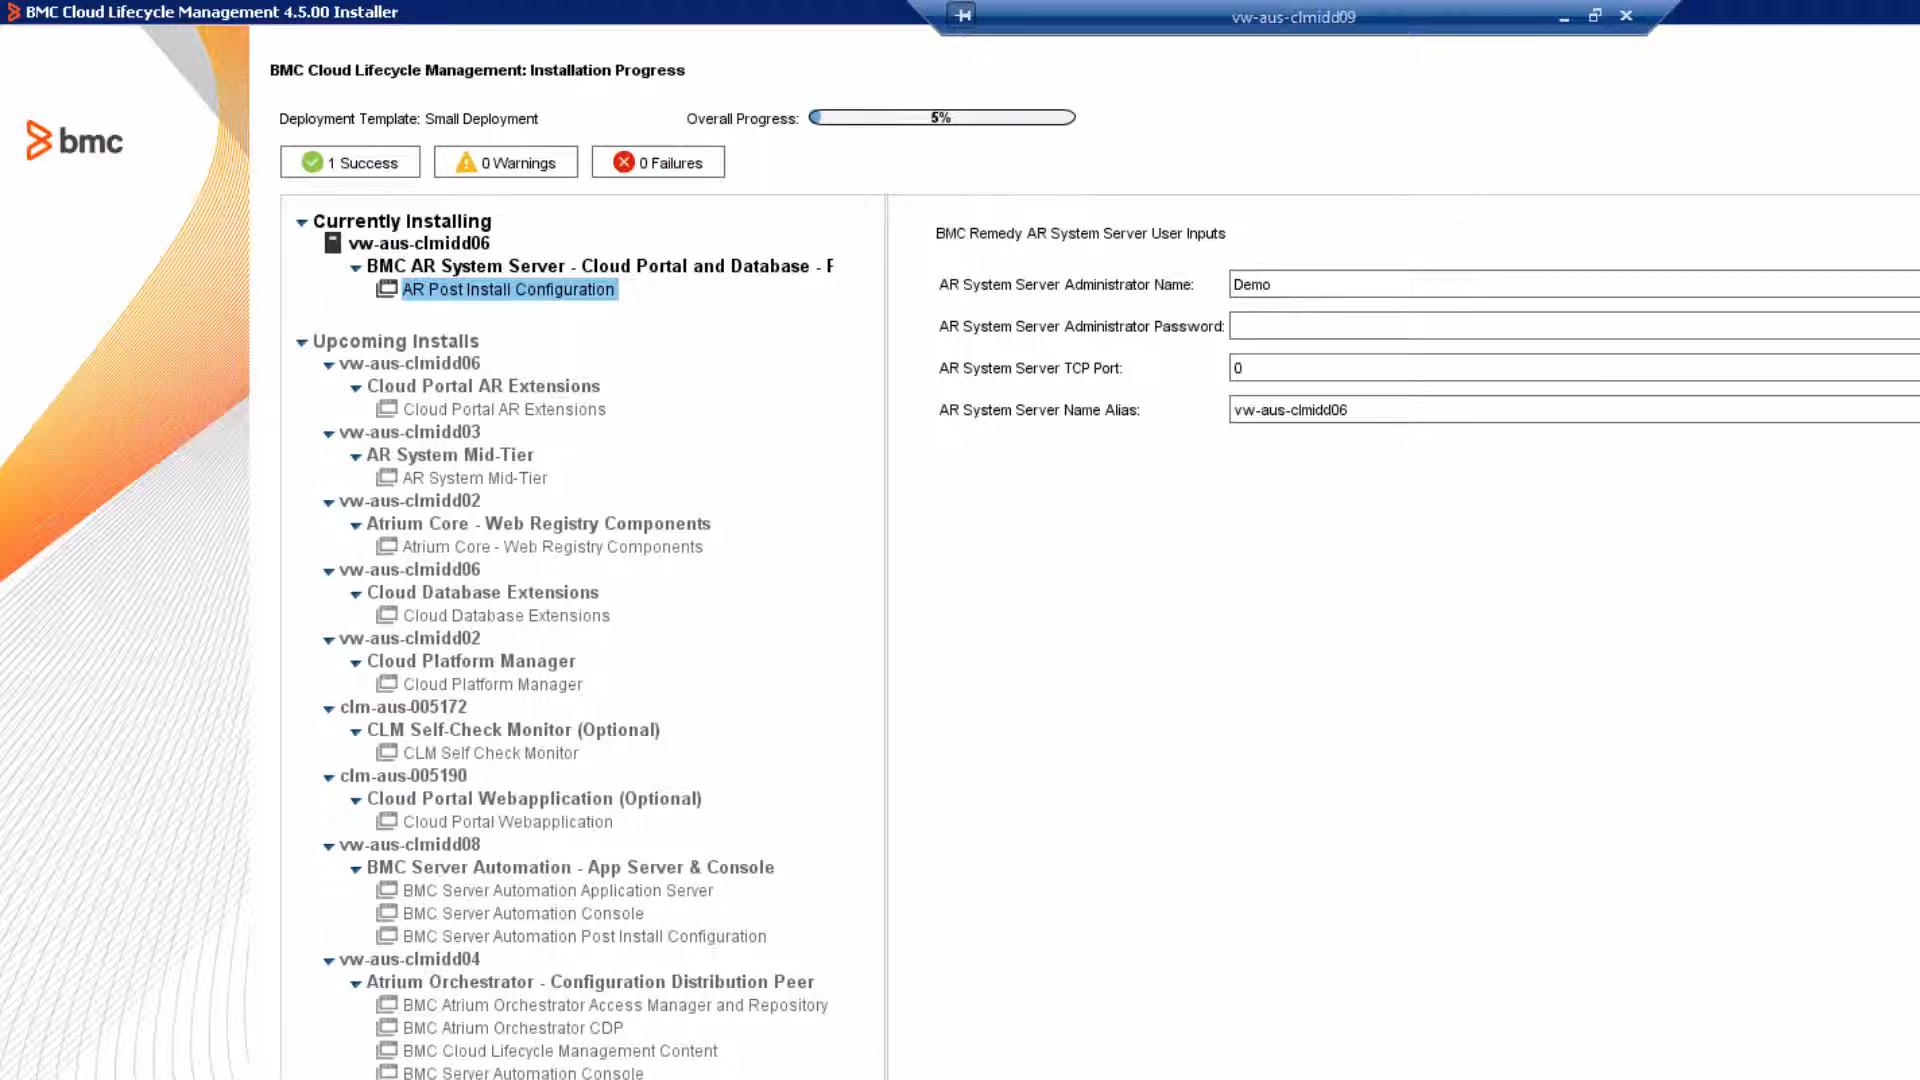 BMC Cloud Lifecycle Management 4.5.00 Installer
vw-aus-clmidd09
bmc
BMC Cloud Lifecycle Management: Installation Progress
Deployment Template: Small Deployment
Overall Progress: 5%
1 Success
0 Warnings
0 Failures
Currently Installing
vw-aus-clmidd06
BMC AR System Server - Cloud Portal and Database - F
AR Post Install Configuration
Upcoming Installs
vw-aus-clmidd06
Cloud Portal AR Extensions
Cloud Portal AR Extensions
vw-aus-clmidd03
AR System Mid-Tier
AR System Mid-Tier
vw-aus-clmidd02
Atrium Core - Web Registry Components
Atrium Core - Web Registry Components
vw-aus-clmidd06
Cloud Database Extensions
Cloud Database Extensions
vw-aus-clmidd02
Cloud Platform Manager
Cloud Platform Manager
clm-aus-005172
CLM Self-Check Monitor (Optional)
CLM Self Check Monitor
clm-aus-005190
Cloud Portal Webapplication (Optional)
Cloud Portal Webapplication
vw-aus-clmidd08
BMC Server Automation - App Server & Console
BMC Server Automation Application Server
BMC Server Automation Console
BMC Server Automation Post Install Configuration
vw-aus-clmidd04
Atrium Orchestrator - Configuration Distribution Peer
BMC Atrium Orchestrator Access Manager and Repository
BMC Atrium Orchestrator CDP
BMC Cloud Lifecycle Management Content
BMC Server Automation Console
BMC Remedy AR System Server User Inputs
AR System Server Administrator Name: Demo
AR System Server Administrator Password:
AR System Server TCP Port: 0
AR System Server Name Alias: vw-aus-clmidd06